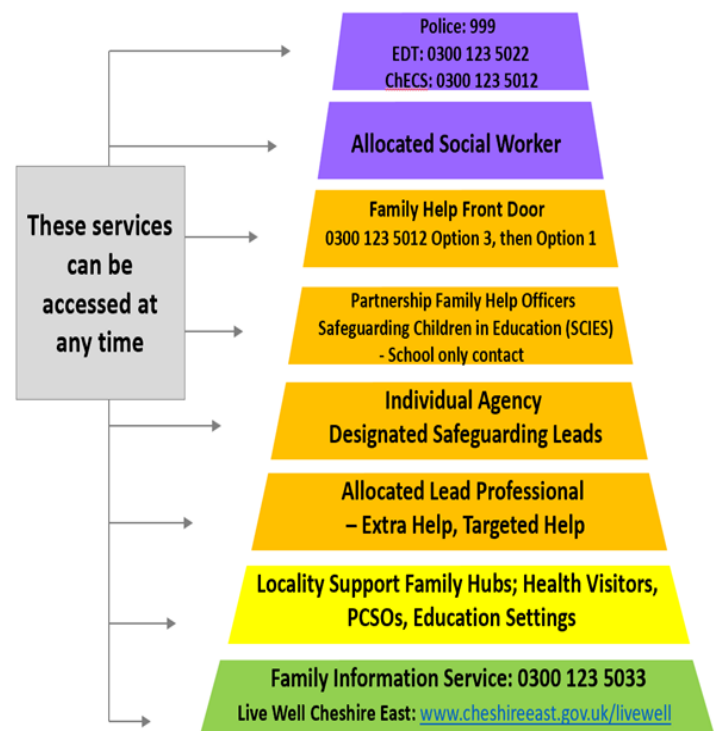 Police: 999
EDT: 0300 123 5022
ChECS: 0300 123 5012
Allocated Social Worker
These services
can be
accessed at
any time
Family Help Front Door
0300 123 5012 Option 3, then Option 1
Partnership Family Help Officers
Safeguarding Children in Education (SCIES)
- School only contact
Individual Agency
Designated Safeguarding Leads
Allocated Lead Professional
– Extra Help, Targeted Help
Locality Support Family Hubs; Health Visitors,
PCSOs, Education Settings
Family Information Service: 0300 123 5033
Live Well Cheshire East: www.cheshireeast.gov.uk/livewell